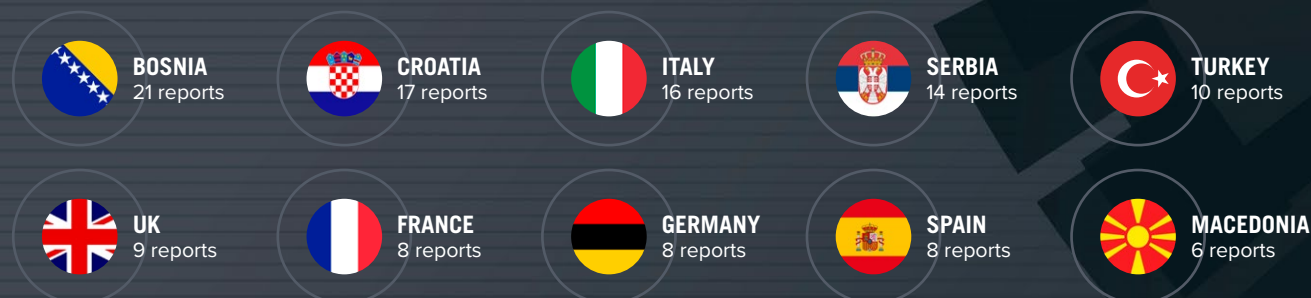 BOSNIA
21 reports
CROATIA
17 reports
ITALY
16 reports
SERBIA
14 reports
TURKEY
10 reports
UK
9 reports
FRANCE
8 reports
GERMANY
8 reports
SPAIN
8 reports
MACEDONIA
6 reports